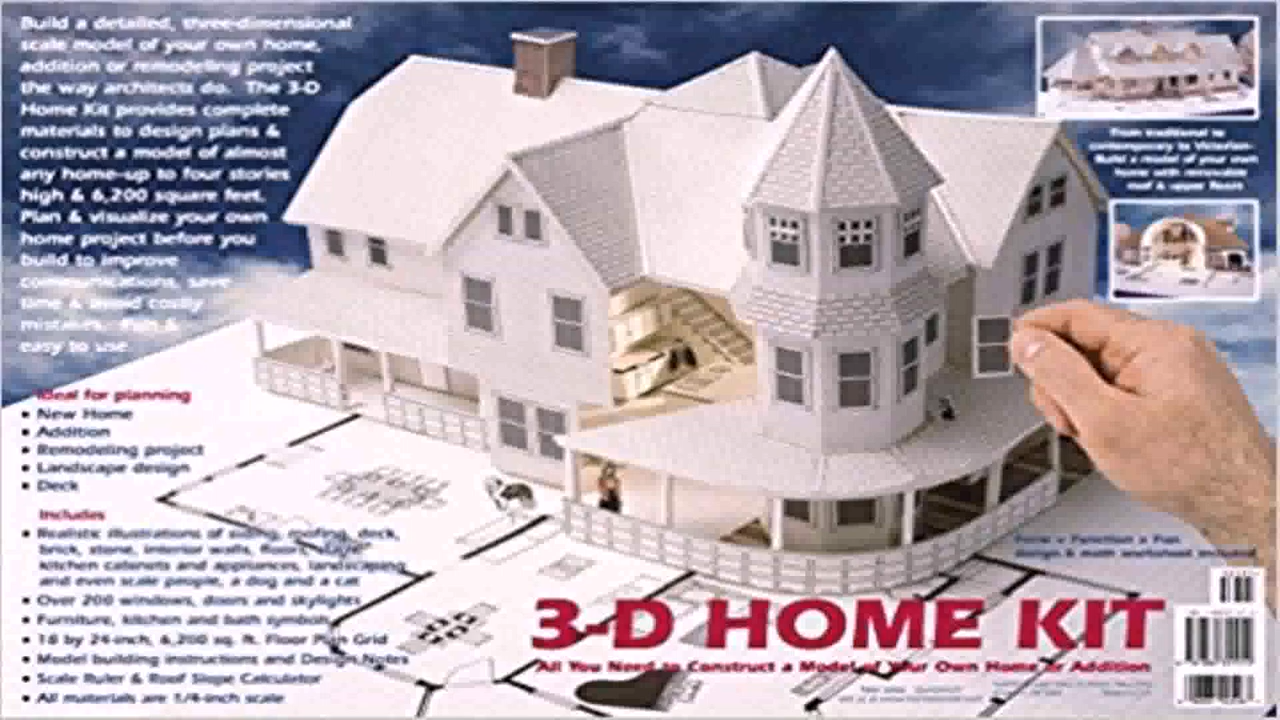 Build a detailed, three-dimensional
scale model of your own home,
addition or remodeling project
the way architects do. The 3-D
Home Kit provides complete
materials to design plans &
construct a model of almost
any home-up to four stories
high & 6,200 square feet.
Plan & visualize your own
home project before you
build to improve
communications, save
time & avoid costly
mistakes. Fun &
easy to use
Ideal for planning
• New Home
• Addition
• Remodeling project
• Landscape design
• Deck
Includes
• Realistic illustrations of siding, roofing, deck,
brick, stone, interior walls, floors,
kitchen cabinets and appliances, landscaping
and even scale people, a dog and a cat
• Over 200 windows, doors and skylights
• Furniture, kitchen and bath symbols
• 18 by 24-inch, 6,200 sq. ft. Floor Plan Grid
• Model building instructions and Design Notes
• Scale Ruler & Roof Slope Calculator
• All materials are 1/4-inch scale
From traditional to
contemporary to Victorian-
Build a model of your own
home with removable
roof & upper floors
3-D HOME KIT
All You Need to Construct a Model of Your Own Home or Addition